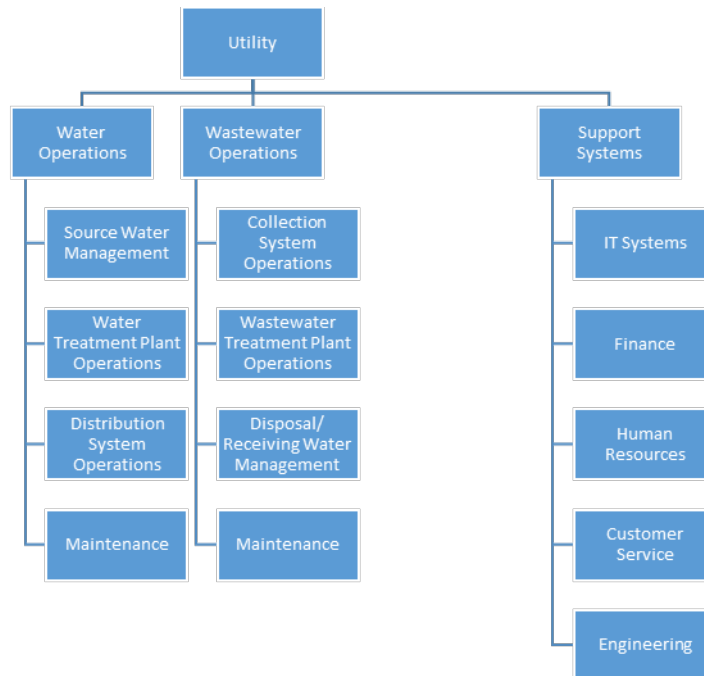 Utility
Water
Operations
Wastewater
Operations
Support
Systems
Source Water
Management
Collection
System
Operations
IT Systems
Water
Treatment Plant
Operations
Wastewater
Treatment Plant
Operations
Finance
Distribution
System
Operations
Disposal/
Receiving Water
Management
Human
Resources
Maintenance
Maintenance
Customer
Service
Engineering